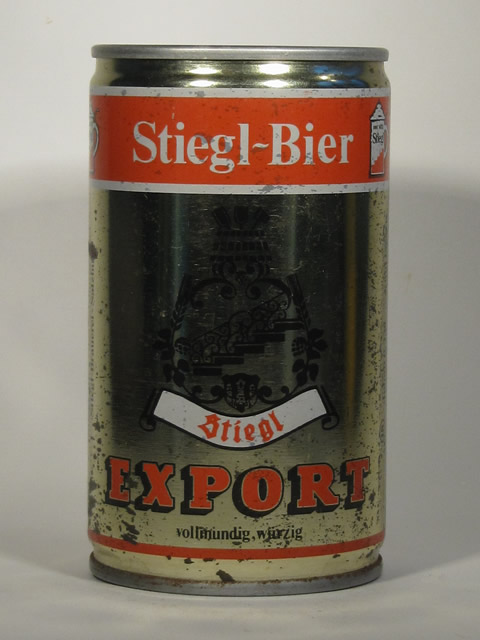 Stiegl-Bier
Stiegl
EXPORT
vollmundig, würzig